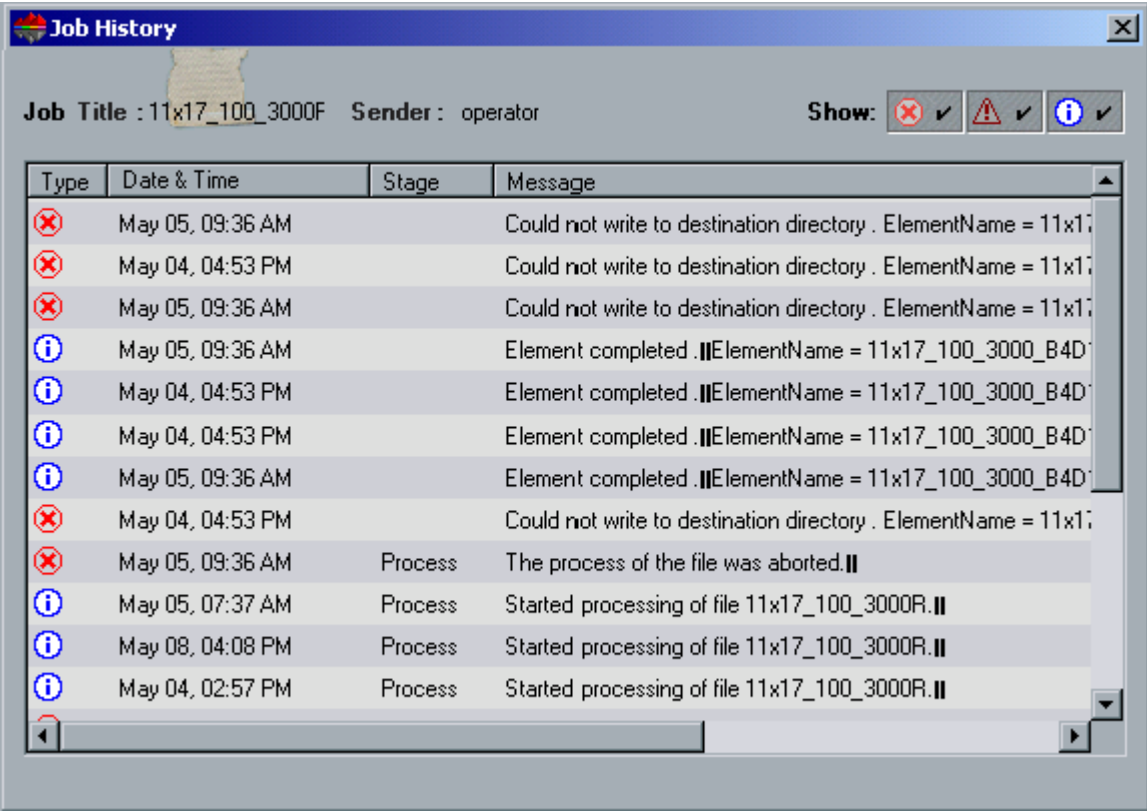 Job History
Job Title : 11x17_100_3000F Sender : operator Show:
Type Date & Time Stage Message
May 05, 09:36 AM Could not write to destination directory . ElementName = 11x17
May 04, 04:53 PM Could not write to destination directory . ElementName = 11x17
May 05, 09:36 AM Could not write to destination directory . ElementName = 11x17
May 05, 09:36 AM Element completed .||ElementName = 11x17_100_3000_B4D1
May 04, 04:53 PM Element completed .||ElementName = 11x17_100_3000_B4D1
May 04, 04:53 PM Element completed .||ElementName = 11x17_100_3000_B4D1
May 05, 09:36 AM Element completed .||ElementName = 11x17_100_3000_B4D1
May 04, 04:53 PM Could not write to destination directory . ElementName = 11x17
May 05, 09:36 AM Process The process of the file was aborted.||
May 05, 07:37 AM Process Started processing of file 11x17_100_3000R.||
May 08, 04:08 PM Process Started processing of file 11x17_100_3000R.||
May 04, 02:57 PM Process Started processing of file 11x17_100_3000R.||